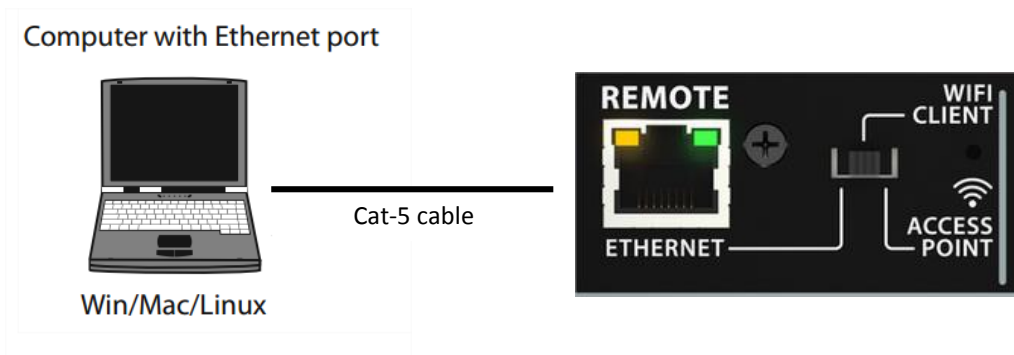 Computer with Ethernet port
Win/Mac/Linux
Cat-5 cable
REMOTE
WIFI
CLIENT
ETHERNET
ACCESS
POINT